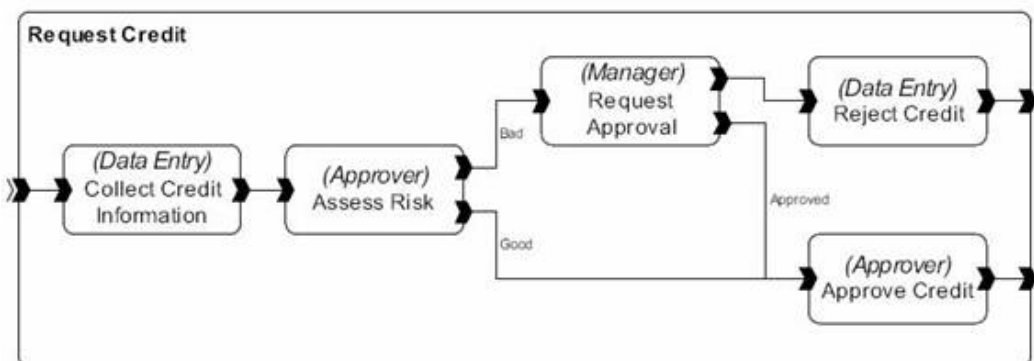 Request Credit
(Manager)
Request
Approval
(Data Entry)
Reject Credit
Bad
(Data Entry)
Collect Credit
Information
(Approver)
Assess Risk
Approved
Good
(Approver)
Approve Credit